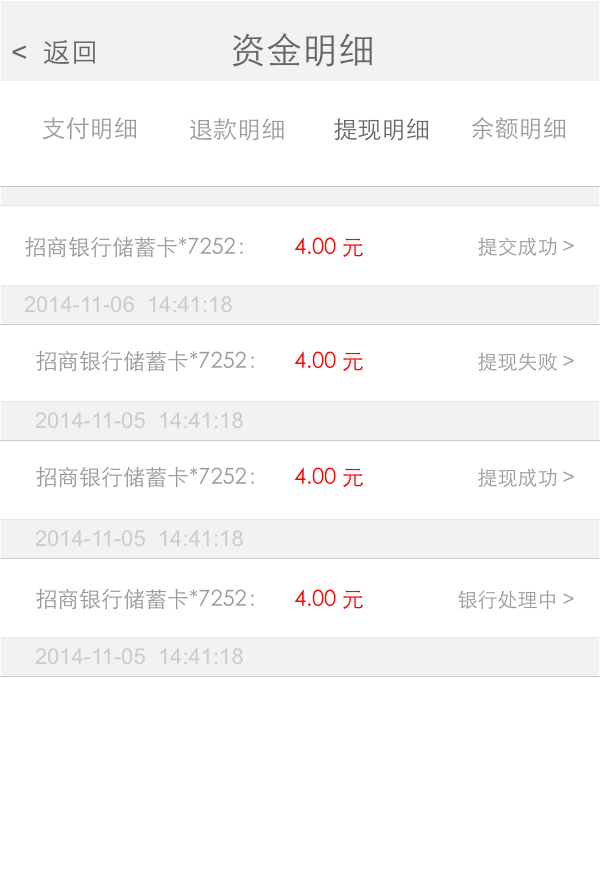 < 返回 资金明细
支付明细 退款明细 提现明细 余额明细
招商银行储蓄卡*7252: 4.00 元 提交成功 >
2014-11-06 14:41:18
招商银行储蓄卡*7252: 4.00 元 提现失败 >
2014-11-05 14:41:18
招商银行储蓄卡*7252: 4.00 元 提现成功 >
2014-11-05 14:41:18
招商银行储蓄卡*7252: 4.00 元 银行处理中 >
2014-11-05 14:41:18